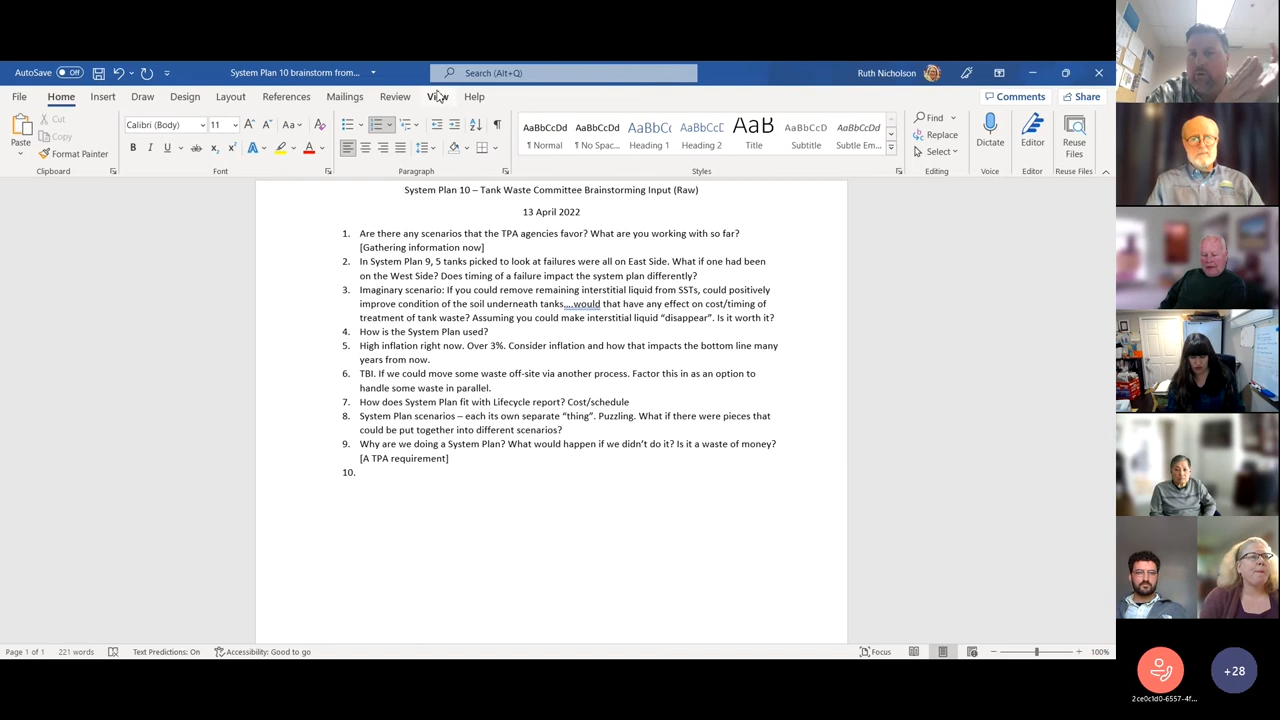 AutoSave Off System Plan 10 brainstorm from... Search (Alt+Q) Ruth Nicholson
File Home Insert Draw Design Layout References Mailings Review View Help Comments Share
Paste Cut
Copy
Format Painter
Calibri (Body) 11
AaBbCcDd AaBbCcDd AaBbCc AaBbCcD AaB AaBbCcD AaBbCcDd
¶ Normal ¶ No Spac... Heading 1 Heading 2 Title Subtitle Subtle Em...
Find
Replace
Select
Dictate Editor Reuse
Files
Clipboard Font Paragraph Styles Editing Voice Editor Reuse Files
System Plan 10 – Tank Waste Committee Brainstorming Input (Raw)
13 April 2022
1. Are there any scenarios that the TPA agencies favor? What are you working with so far?
[Gathering information now]
2. In System Plan 9, 5 tanks picked to look at failures were all on East Side. What if one had been
on the West Side? Does timing of a failure impact the system plan differently?
3. Imaginary scenario: If you could remove remaining interstitial liquid from SSTs, could positively
improve condition of the soil underneath tanks….would that have any effect on cost/timing of
treatment of tank waste? Assuming you could make interstitial liquid “disappear”. Is it worth it?
4. How is the System Plan used?
5. High inflation right now. Over 3%. Consider inflation and how that impacts the bottom line many
years from now.
6. TBI. If we could move some waste off-site via another process. Factor this in as an option to
handle some waste in parallel.
7. How does System Plan fit with Lifecycle report? Cost/schedule
8. System Plan scenarios – each its own separate “thing”. Puzzling. What if there were pieces that
could be put together into different scenarios?
9. Why are we doing a System Plan? What would happen if we didn’t do it? Is it a waste of money?
[A TPA requirement]
10.
Page 1 of 1 221 words Text Predictions: On Accessibility: Good to go Focus 100%
2ce0c1d0-6557-4f...
+28